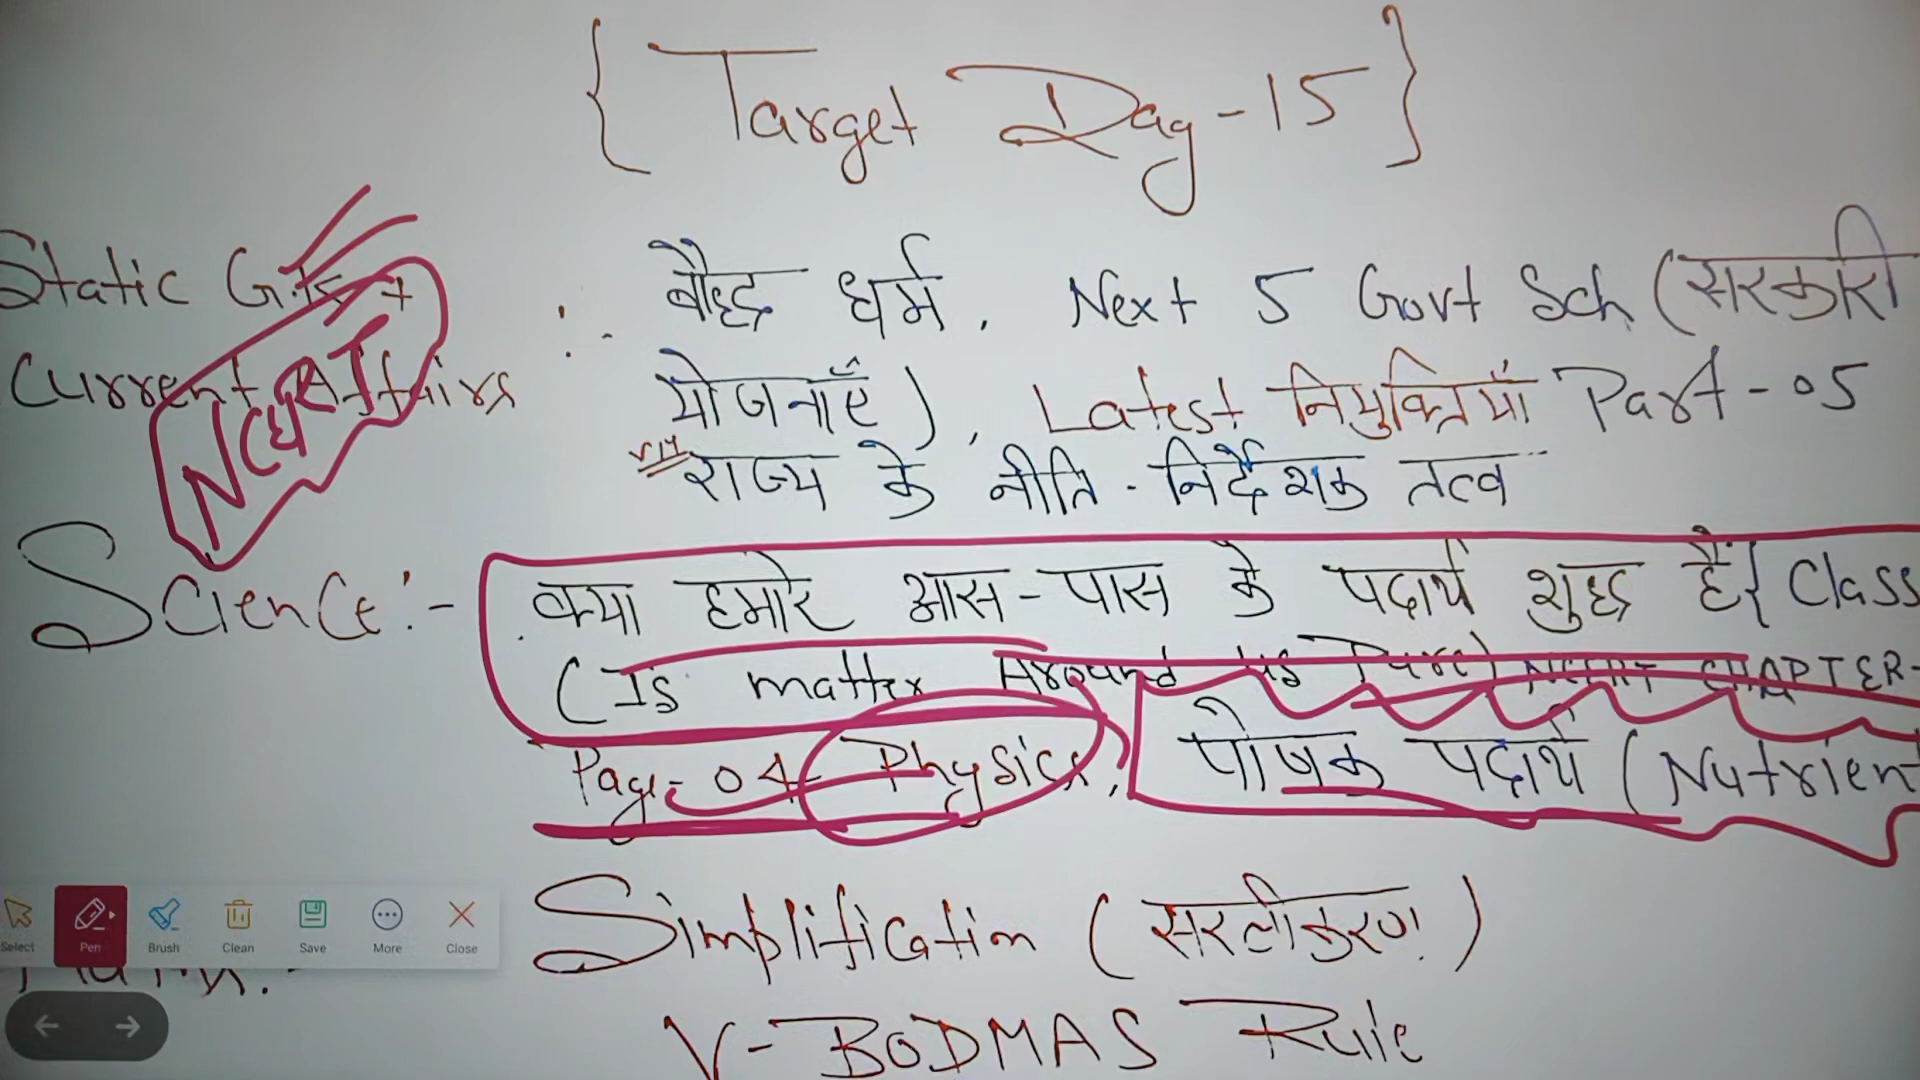 { Target Day-15 }
Static G.K + : बौद्ध धर्म, Next 5 Govt Sch (सरकारी
Current Affairs योजनाएँ), Latest नियुक्तियाँ Part-05
NCERT
राज्य के नीति-निर्देशक तत्व
Science:- क्या हमारे आस-पास के पदार्थ शुद्ध हैं{ Class
(Is matter Around us Pure) NCERT CHAPTER-
Page-04 Physics, पोषक पदार्थ (Nutrient
Simplification (सरलीकरण)
V-BODMAS Rule
Select Pen Brush Clean Save More Close